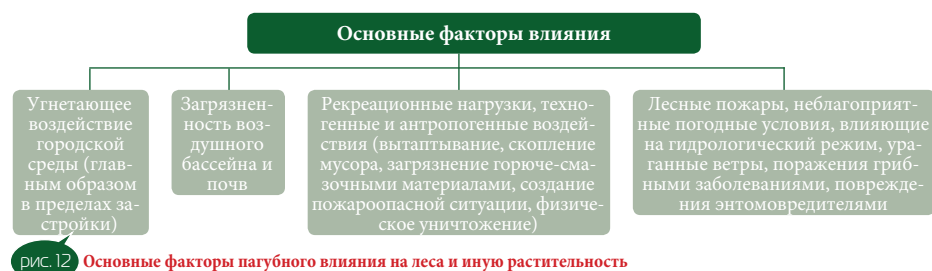 Основные факторы влияния
Угнетающее
воздействие
городской
среды (глав-
ным образом
в пределах за-
стройки)
Загрязнен-
ность воз-
душного
бассейна и
почв
Рекреационные нагрузки, техно-
генные и антропогенные воздей-
ствия (вытаптывание, скопление
мусора, загрязнение горюче-сма-
зочными материалами, создание
пожароопасной ситуации, физиче-
ское уничтожение)
Лесные пожары, неблагоприят-
ные погодные условия, влияющие
на гидрологический режим, ура-
ганные ветры, поражения гриб-
ными заболеваниями, поврежде-
ния энтомовредителями
рис. 12 Основные факторы пагубного влияния на леса и иную растительность